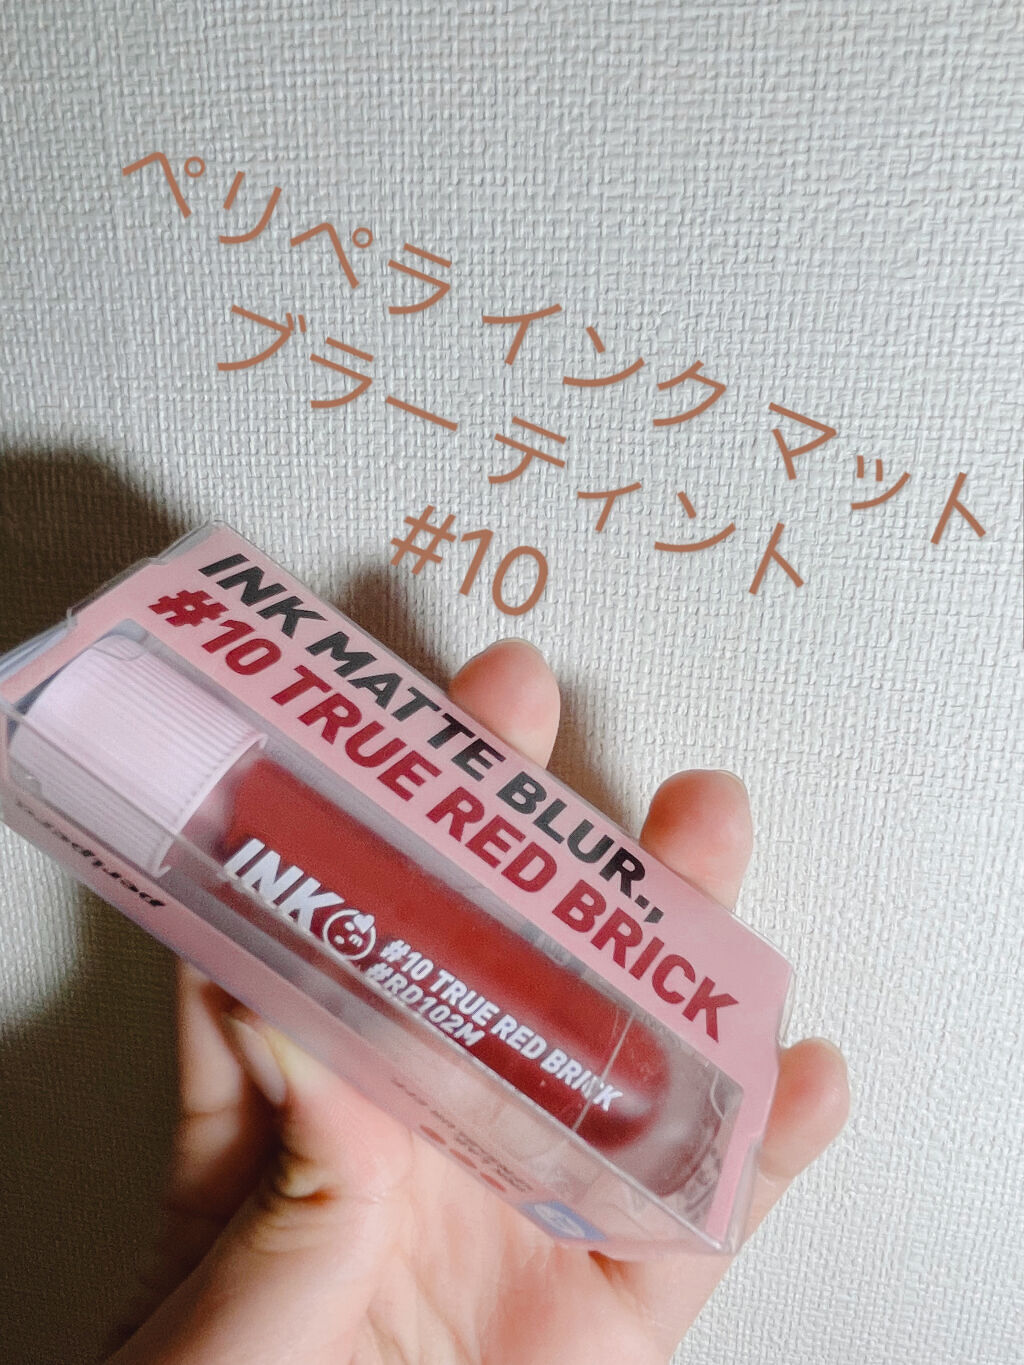 ペリペラ インク マット
ブラー ティント
#10
INK MATTE BLUR.,
#10 TRUE RED BRICK
INK
#10 TRUE RED BRICK
#RD102M
peripera